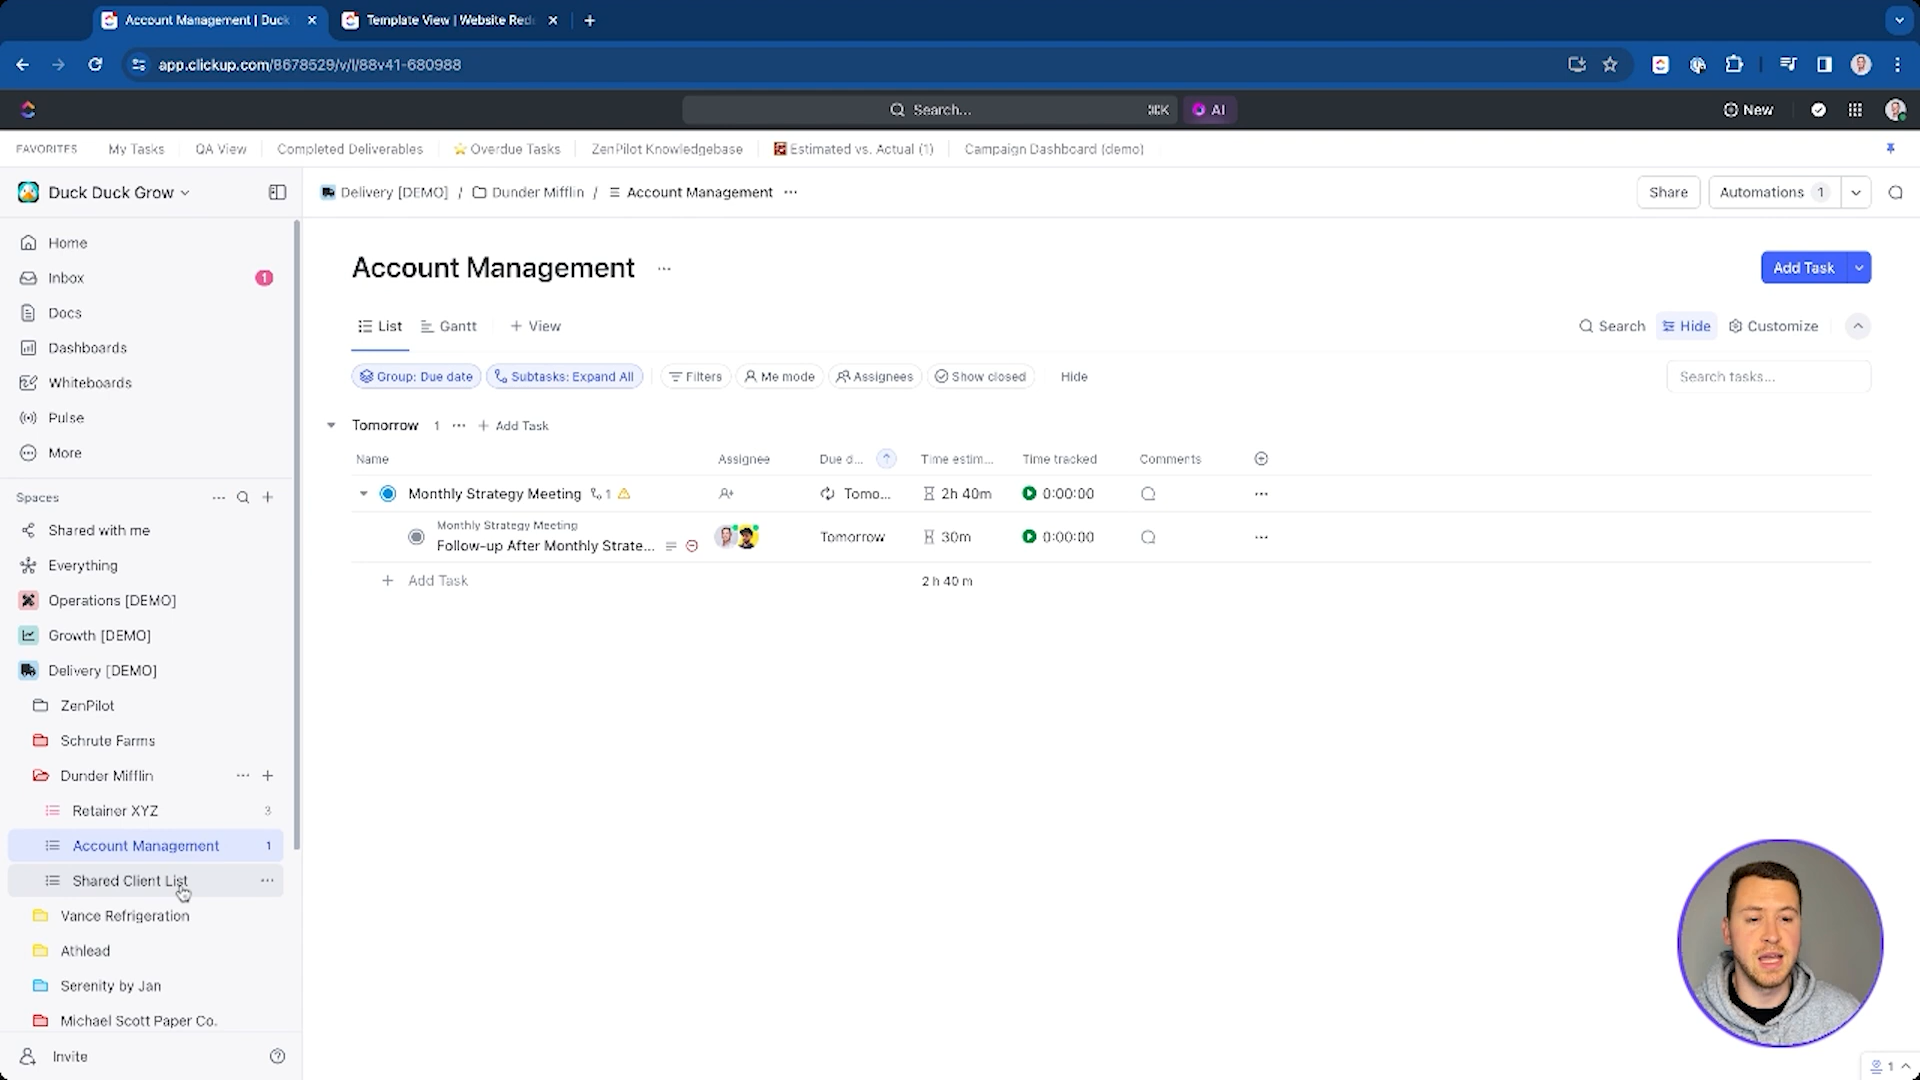 Account Management | Duck
Template View | Website Rede
app.clickup.com/8678529/v/l/88v41-680988
Search...
⌘K
AI
New
FAVORITES
My Tasks
QA View
Completed Deliverables
Overdue Tasks
ZenPilot Knowledgebase
Estimated vs. Actual (1)
Campaign Dashboard (demo)
Duck Duck Grow
Delivery [DEMO] / Dunder Mifflin / Account Management
Share
Automations 1
Home
Inbox 1
Docs
Dashboards
Whiteboards
Pulse
More
Spaces
Shared with me
Everything
Operations [DEMO]
Growth [DEMO]
Delivery [DEMO]
ZenPilot
Schrute Farms
Dunder Mifflin
Retainer XYZ 3
Account Management 1
Shared Client List
Vance Refrigeration
Athlead
Serenity by Jan
Michael Scott Paper Co.
Invite
Account Management
Add Task
List
Gantt
+ View
Search
Hide
Customize
Group: Due date
Subtasks: Expand All
Filters
Me mode
Assignees
Show closed
Hide
Search tasks...
Tomorrow 1 ... + Add Task
Name Assignee Due d... Time estim... Time tracked Comments
Monthly Strategy Meeting 1 Tomo... 2h 40m 0:00:00
Monthly Strategy Meeting
Follow-up After Monthly Strate... Tomorrow 30m 0:00:00
+ Add Task 2 h 40 m
1